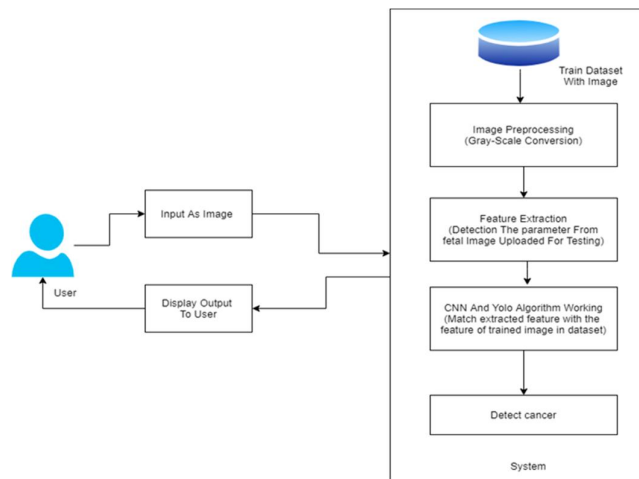 Train Dataset
With Image
Image Preprocessing
(Gray-Scale Conversion)
Input As Image
Feature Extraction
(Detection The parameter From
fetal Image Uploaded For Testing)
User
Display Output
To User
CNN And Yolo Algorithm Working
(Match extracted feature with the
feature of trained image in dataset)
Detect cancer
System